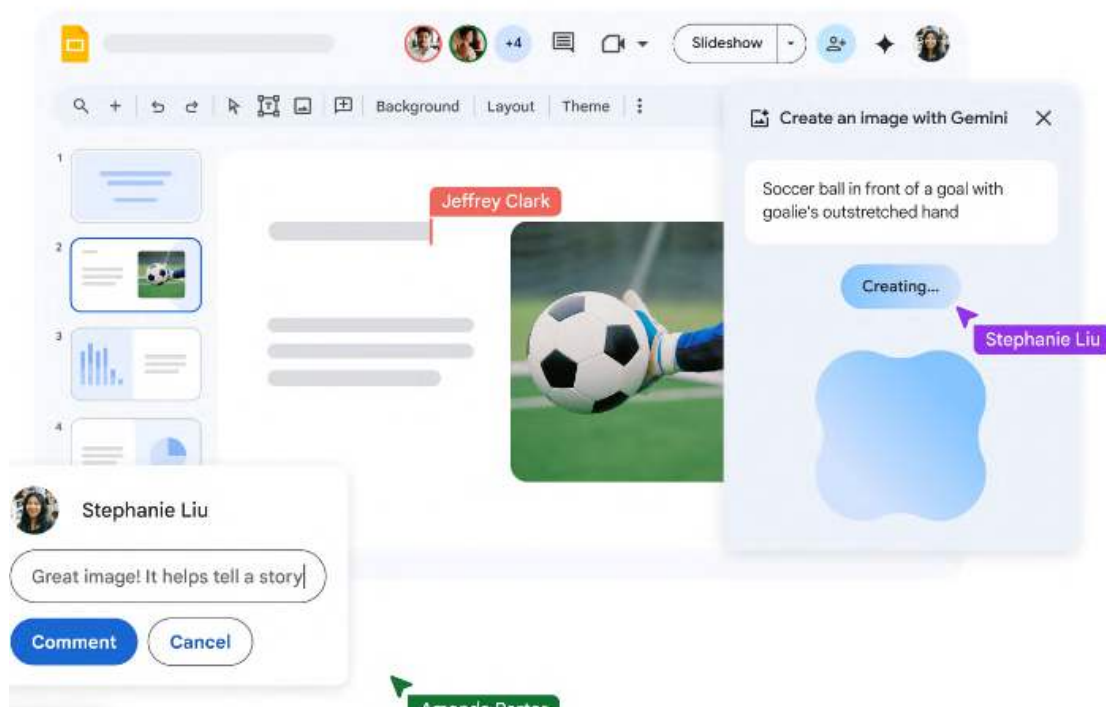 +4
Slideshow
Background
Layout
Theme
Create an image with Gemini
1
Jeffrey Clark
Soccer ball in front of a goal with
goalie's outstretched hand
2
Creating...
Stephanie Liu
3
4
Stephanie Liu
Great image! It helps tell a story
Comment
Cancel